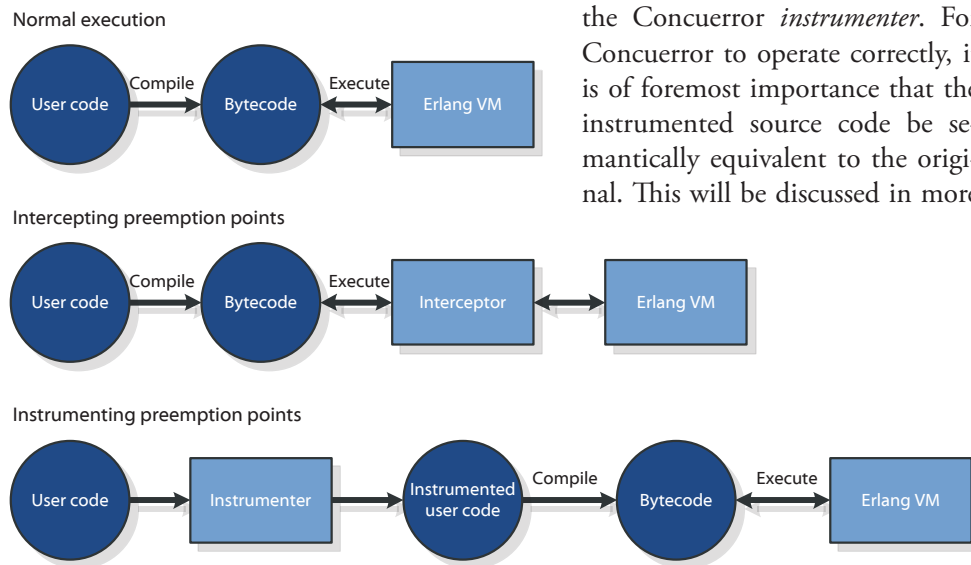 Normal execution
User code
Compile
Bytecode
Execute
Erlang VM
Intercepting preemption points
User code
Compile
Bytecode
Execute
Interceptor
Erlang VM
Instrumenting preemption points
User code
Instrumenter
Instrumented
user code
Compile
Bytecode
Execute
Erlang VM
the Concuerror instrumenter. For
Concuerror to operate correctly, i
is of foremost importance that the
instrumented source code be se-
mantically equivalent to the origi-
nal. This will be discussed in more